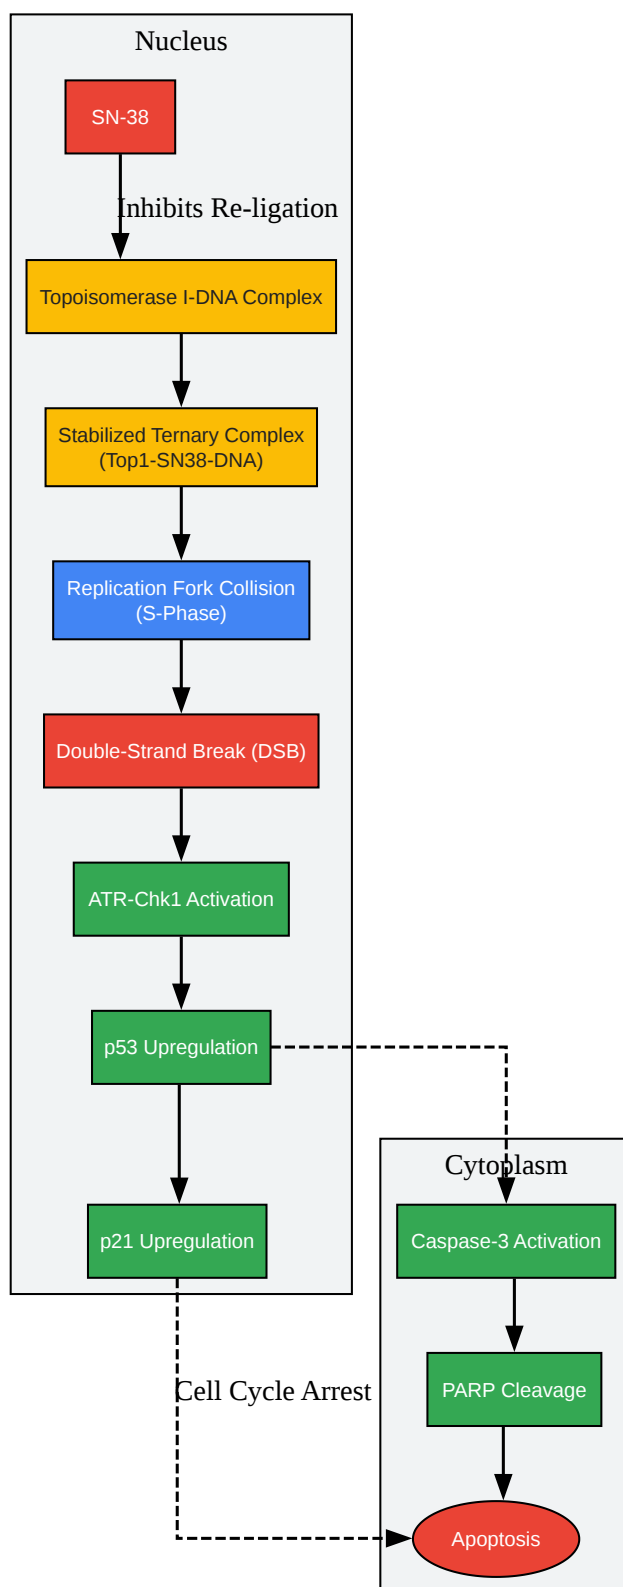 Nucleus
SN-38
Inhibits Re-ligation
Topoisomerase I-DNA Complex
Stabilized Ternary Complex
(Top1-SN38-DNA)
Replication Fork Collision
(S-Phase)
Double-Strand Break (DSB)
ATR-Chk1 Activation
p53 Upregulation
Cytoplasm
p21 Upregulation
Caspase-3 Activation
Cell Cycle Arrest
PARP Cleavage
Apoptosis